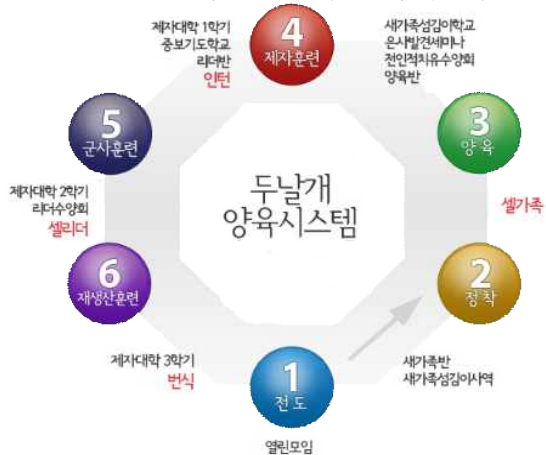 제자대학 1학기
중보기도학교
리더반
인턴
4
제자훈련
새가족섬김이학교
은사발견세미나
전인적치유수양회
양육반
5
군사훈련
3
양육
두날개
양육시스템
제자대학 2학기
리더수양회
셀리더
셀가족
6
재생산훈련
2
정착
제자대학 3학기
번식
1
전도
새가족반
새가족섬김이사역
열린모임